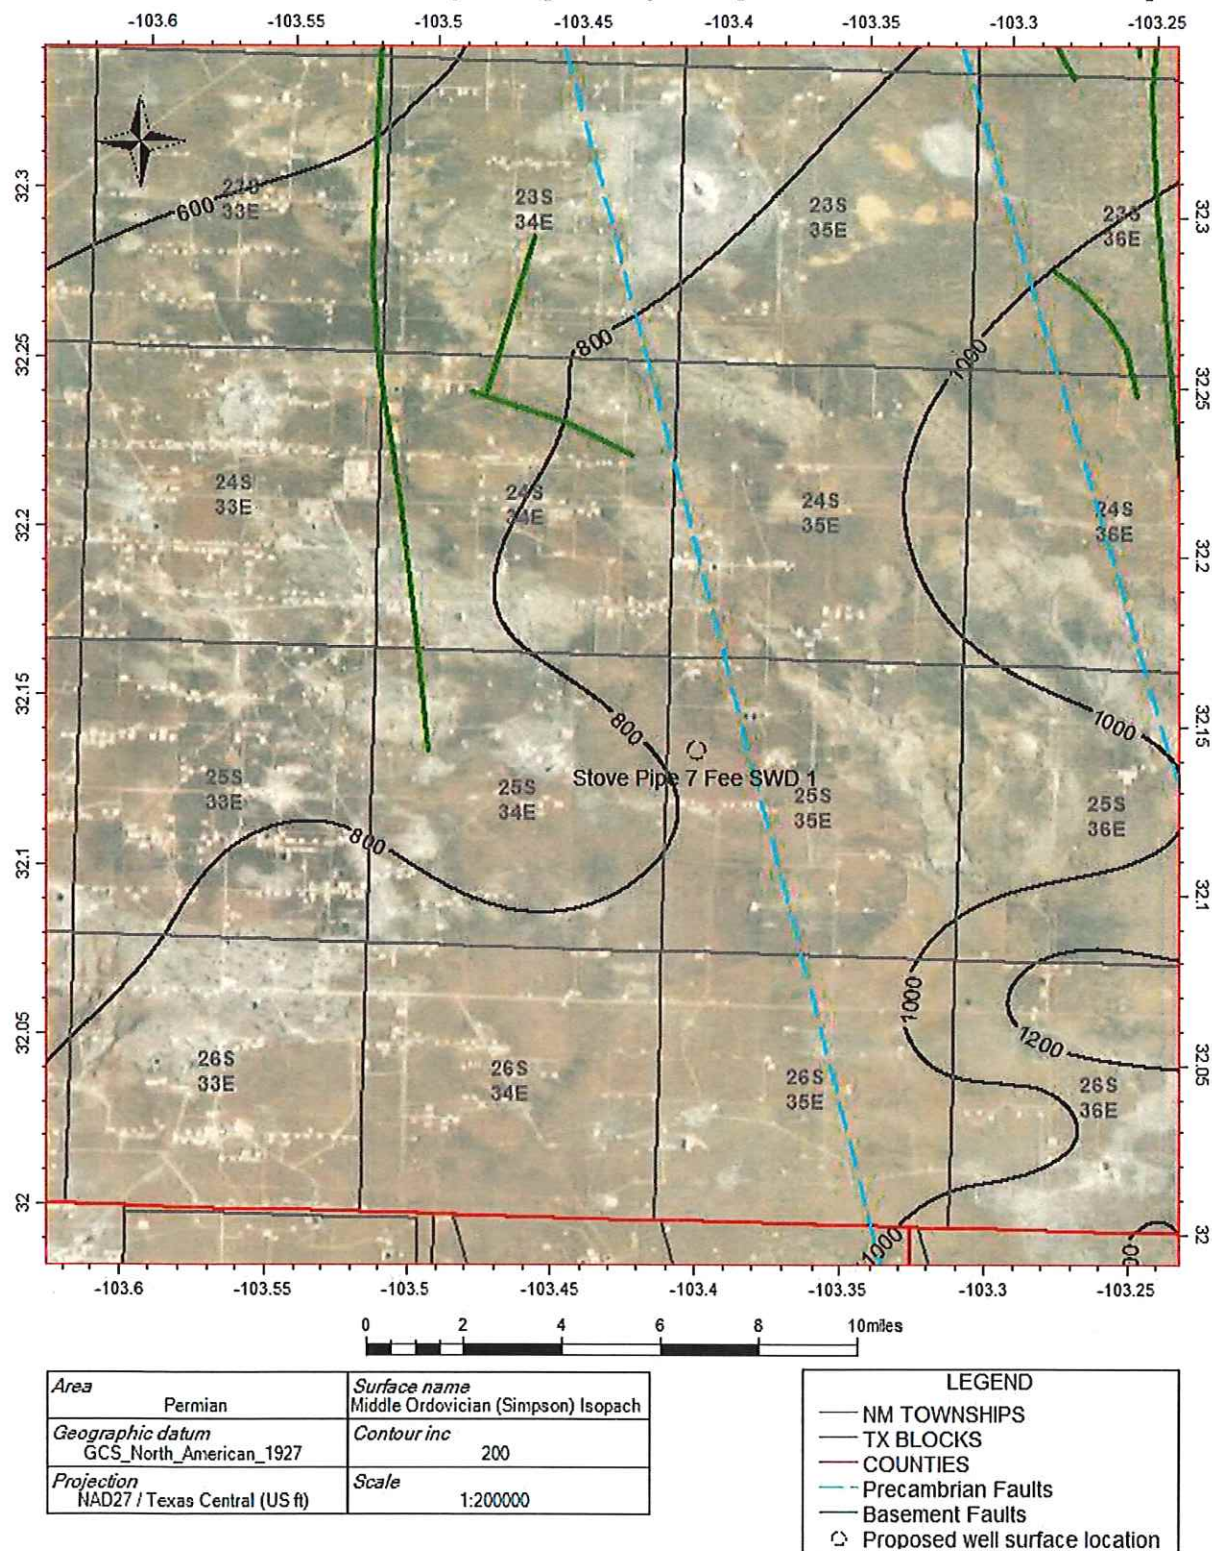 -103.6 -103.55 -103.5 -103.45 -103.4 -103.35 -103.3 -103.25
32.3
32.25
32.2
32.15
32.1
32.05
32
600
33E
23S
34E
23S
35E
23S
36E
32.3
800
1000
32.25
24S
33E
24S
34E
24S
35E
24S
36E
32.2
800
1000
32.15
Stove Pipe 7 Fee SWD 1
25S
33E
25S
34E
25S
35E
25S
36E
800
32.1
1000
1200
26S
33E
26S
34E
26S
35E
26S
36E
32.05
1000
32
-103.6 -103.55 -103.5 -103.45 -103.4 -103.35 -103.3 -103.25
0 2 4 6 8 10miles
Area
Permian
Surface name
Middle Ordovician (Simpson) Isopach
Geographic datum
GCS_North_American_1927
Contour inc
200
Projection
NAD27 / Texas Central (US ft)
Scale
1:200000
LEGEND
NM TOWNSHIPS
TX BLOCKS
COUNTIES
Precambrian Faults
Basement Faults
Proposed well surface location